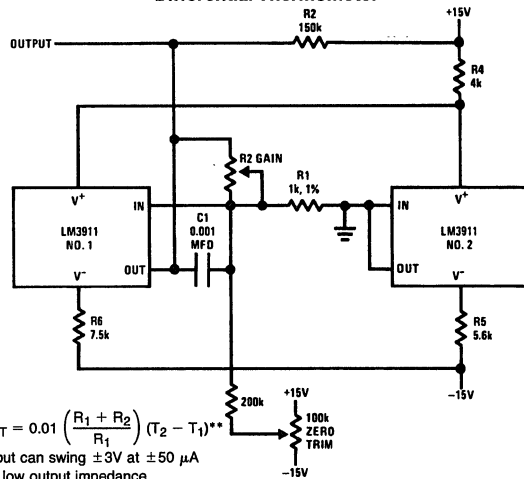 Differential Thermometer
R2
150k
+15V
OUTPUT
R4
4k
R2 GAIN
R1
1k, 1%
V+
IN
LM3911
NO. 1
C1
0.001
MFD
OUT
V-
V+
IN
LM3911
NO. 2
OUT
V-
R6
7.5k
R5
5.6k
-15V
200k
+15V
100k
ZERO
TRIM
-15V
T = 0.01 (R1 + R2 / R1) (T2 − T1)**
put can swing ±3V at ±50 μA
low output impedance